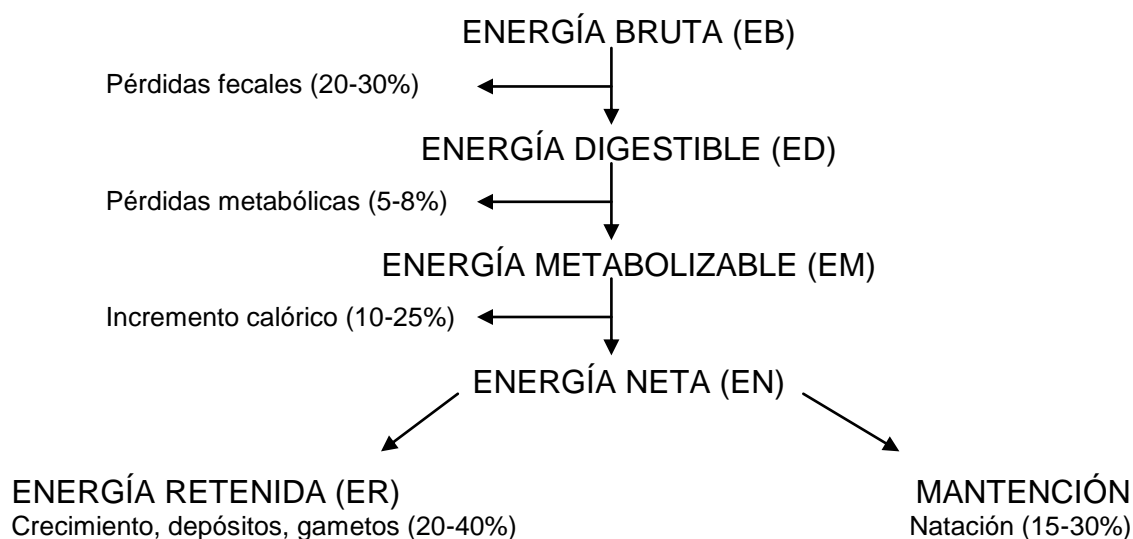 ENERGÍA BRUTA (EB)
Pérdidas fecales (20-30%)
ENERGÍA DIGESTIBLE (ED)
Pérdidas metabólicas (5-8%)
ENERGÍA METABOLIZABLE (EM)
Incremento calórico (10-25%)
ENERGÍA NETA (EN)
ENERGÍA RETENIDA (ER)
Crecimiento, depósitos, gametos (20-40%)
MANTENCIÓN
Natación (15-30%)